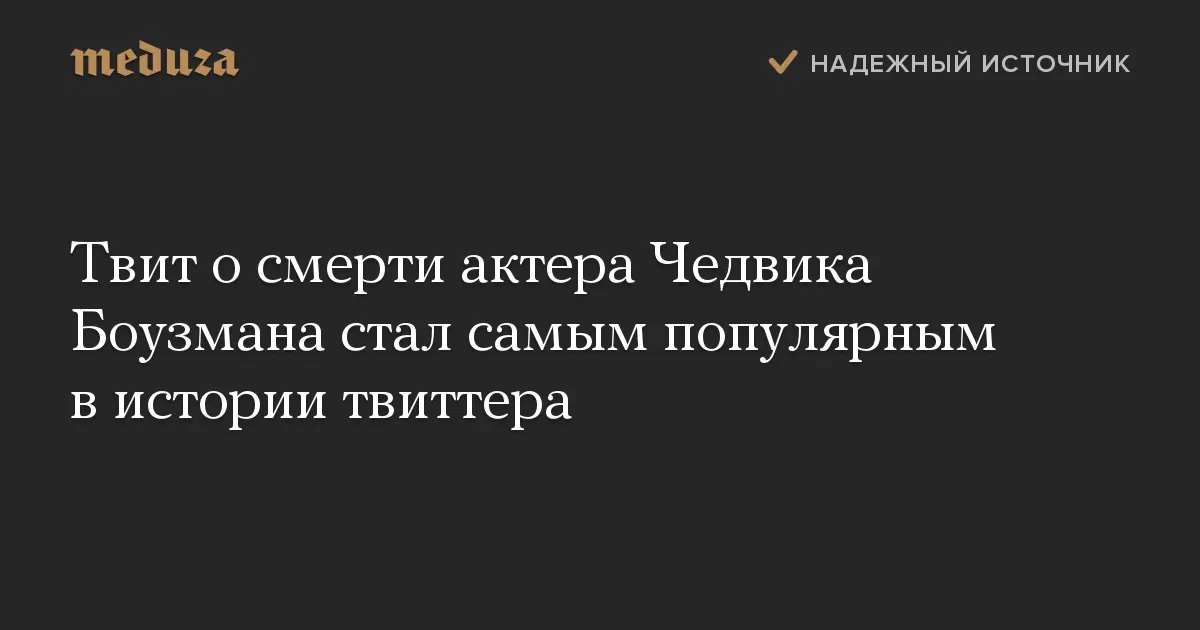 meduza
НАДЕЖНЫЙ ИСТОЧНИК
Твит о смерти актера Чедвика
Боузмана стал самым популярным
в истории твиттера